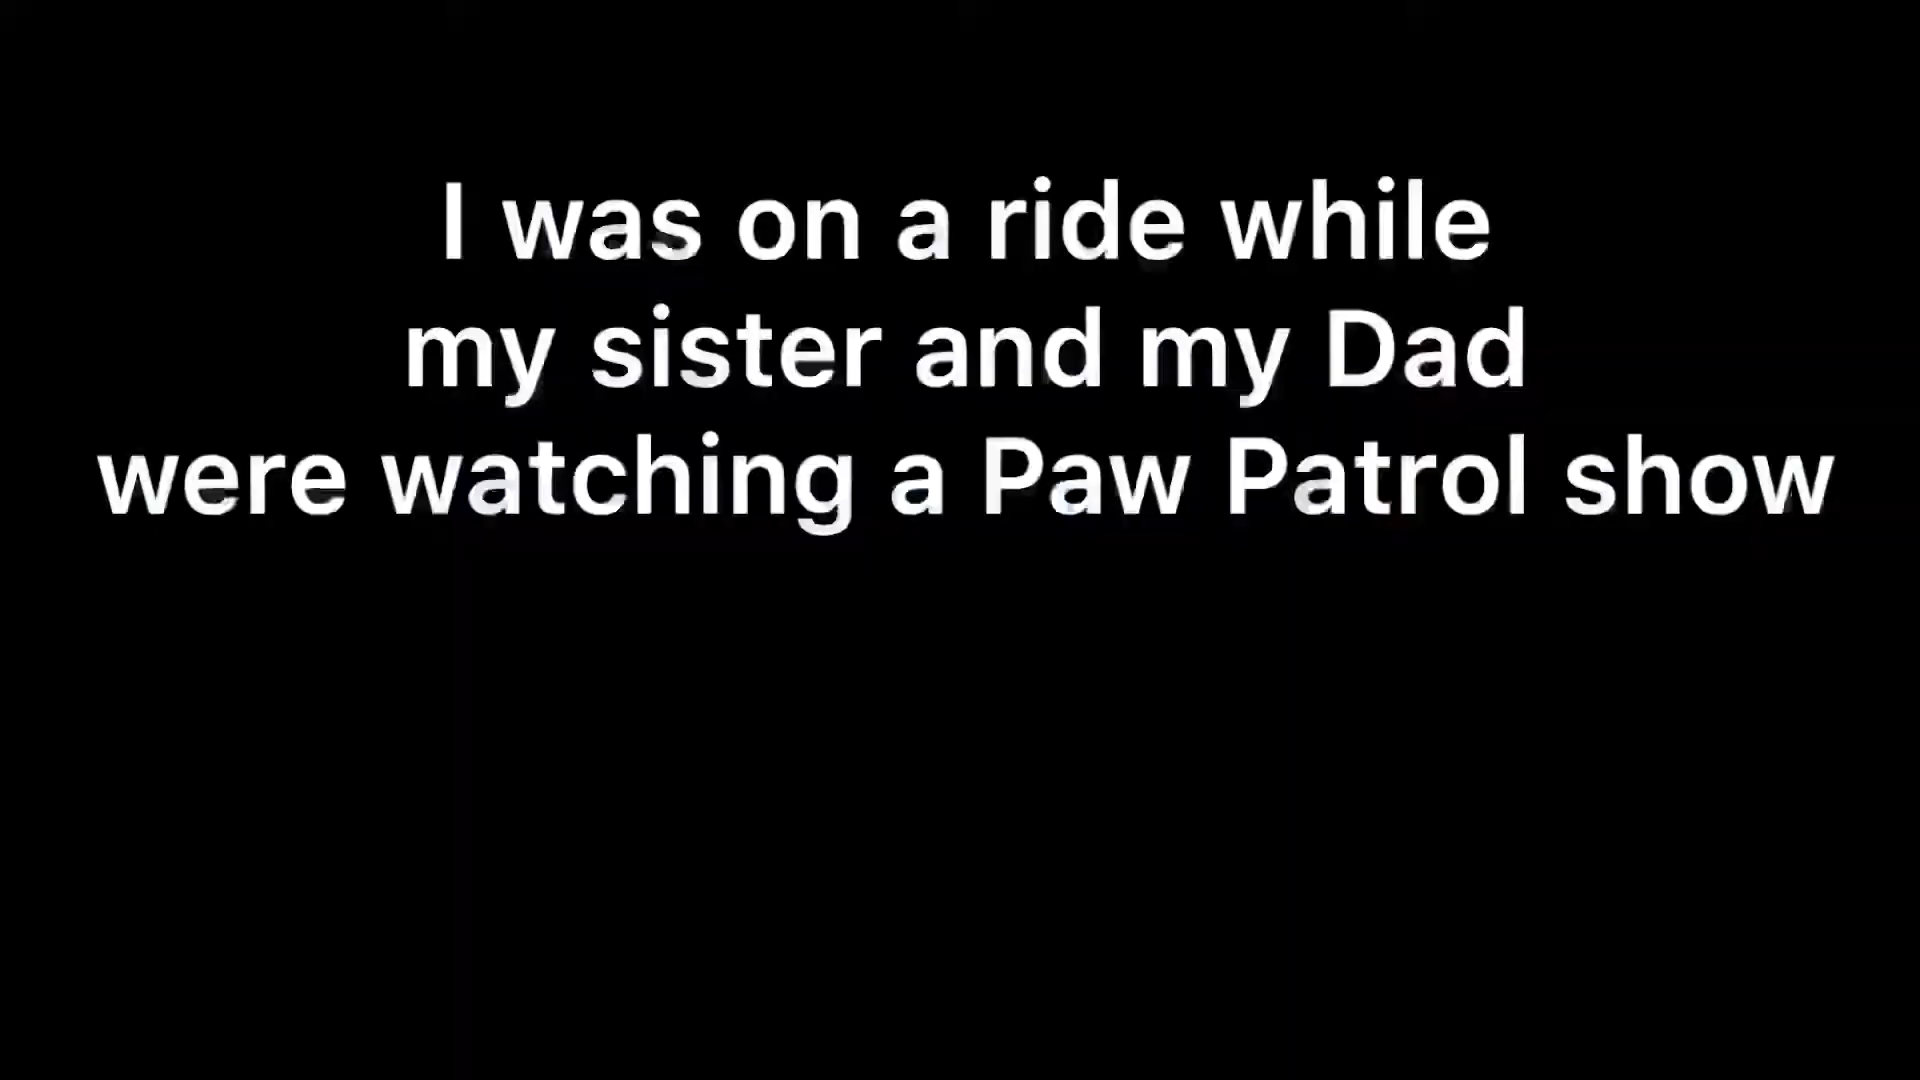 I was on a ride while
my sister and my Dad
were watching a Paw Patrol show